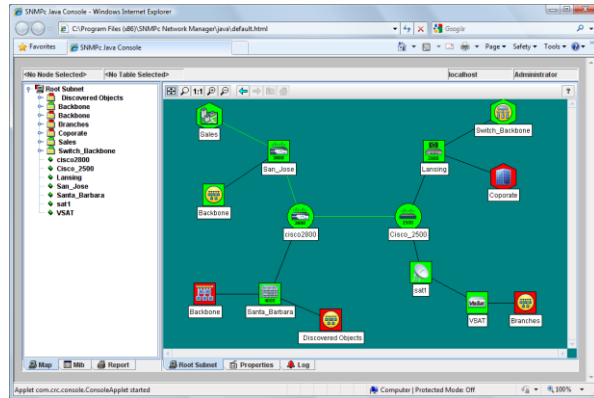 SNMPc Java Console - Windows Internet Explorer
C:\Program Files (x86)\SNMPc Network Manager\java\default.html
Google
Favorites
SNMPc Java Console
Page
Safety
Tools
<No Node Selected>
<No Table Selected>
localhost
Administrator
Root Subnet
Discovered Objects
Backbone
Backbone
Branches
Coporate
Sales
Switch_Backbone
cisco2800
Cisco_2500
Lansing
San_Jose
Santa_Barbara
sat1
VSAT
1:1
?
Sales
San_Jose
Backbone
cisco2800
Backbone
Santa_Barbara
Discovered Objects
Switch_Backbone
Lansing
Coporate
Cisco_2500
sat1
ViaSat
VSAT
Branches
Map
Mib
Report
Root Subnet
Properties
Log
Applet com.crc.console.ConsoleApplet started
Computer | Protected Mode: Off
100%